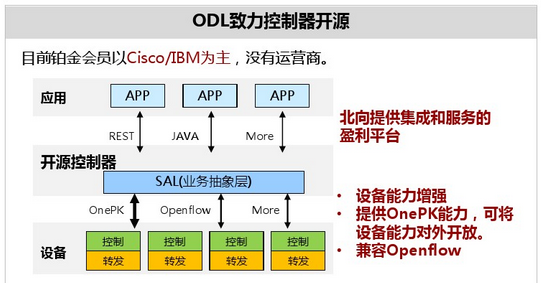 ODL致力控制器开源
目前铂金会员以Cisco/IBM为主，没有运营商。
应用
APP
APP
APP
REST
JAVA
More
北向提供集成和服务的
盈利平台
开源控制器
SAL(业务抽象层)
OnePK
Openflow
More
• 设备能力增强
• 提供OnePK能力，可将
设备能力对外开放。
• 兼容Openflow
设备
控制
控制
控制
控制
转发
转发
转发
转发